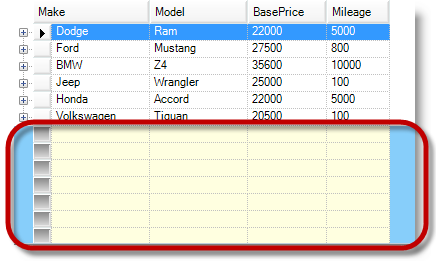 Make Model BasePrice Mileage
Dodge Ram 22000 5000
Ford Mustang 27500 800
BMW Z4 35600 10000
Jeep Wrangler 25000 100
Honda Accord 22000 5000
Volkswagen Tiguan 20500 100